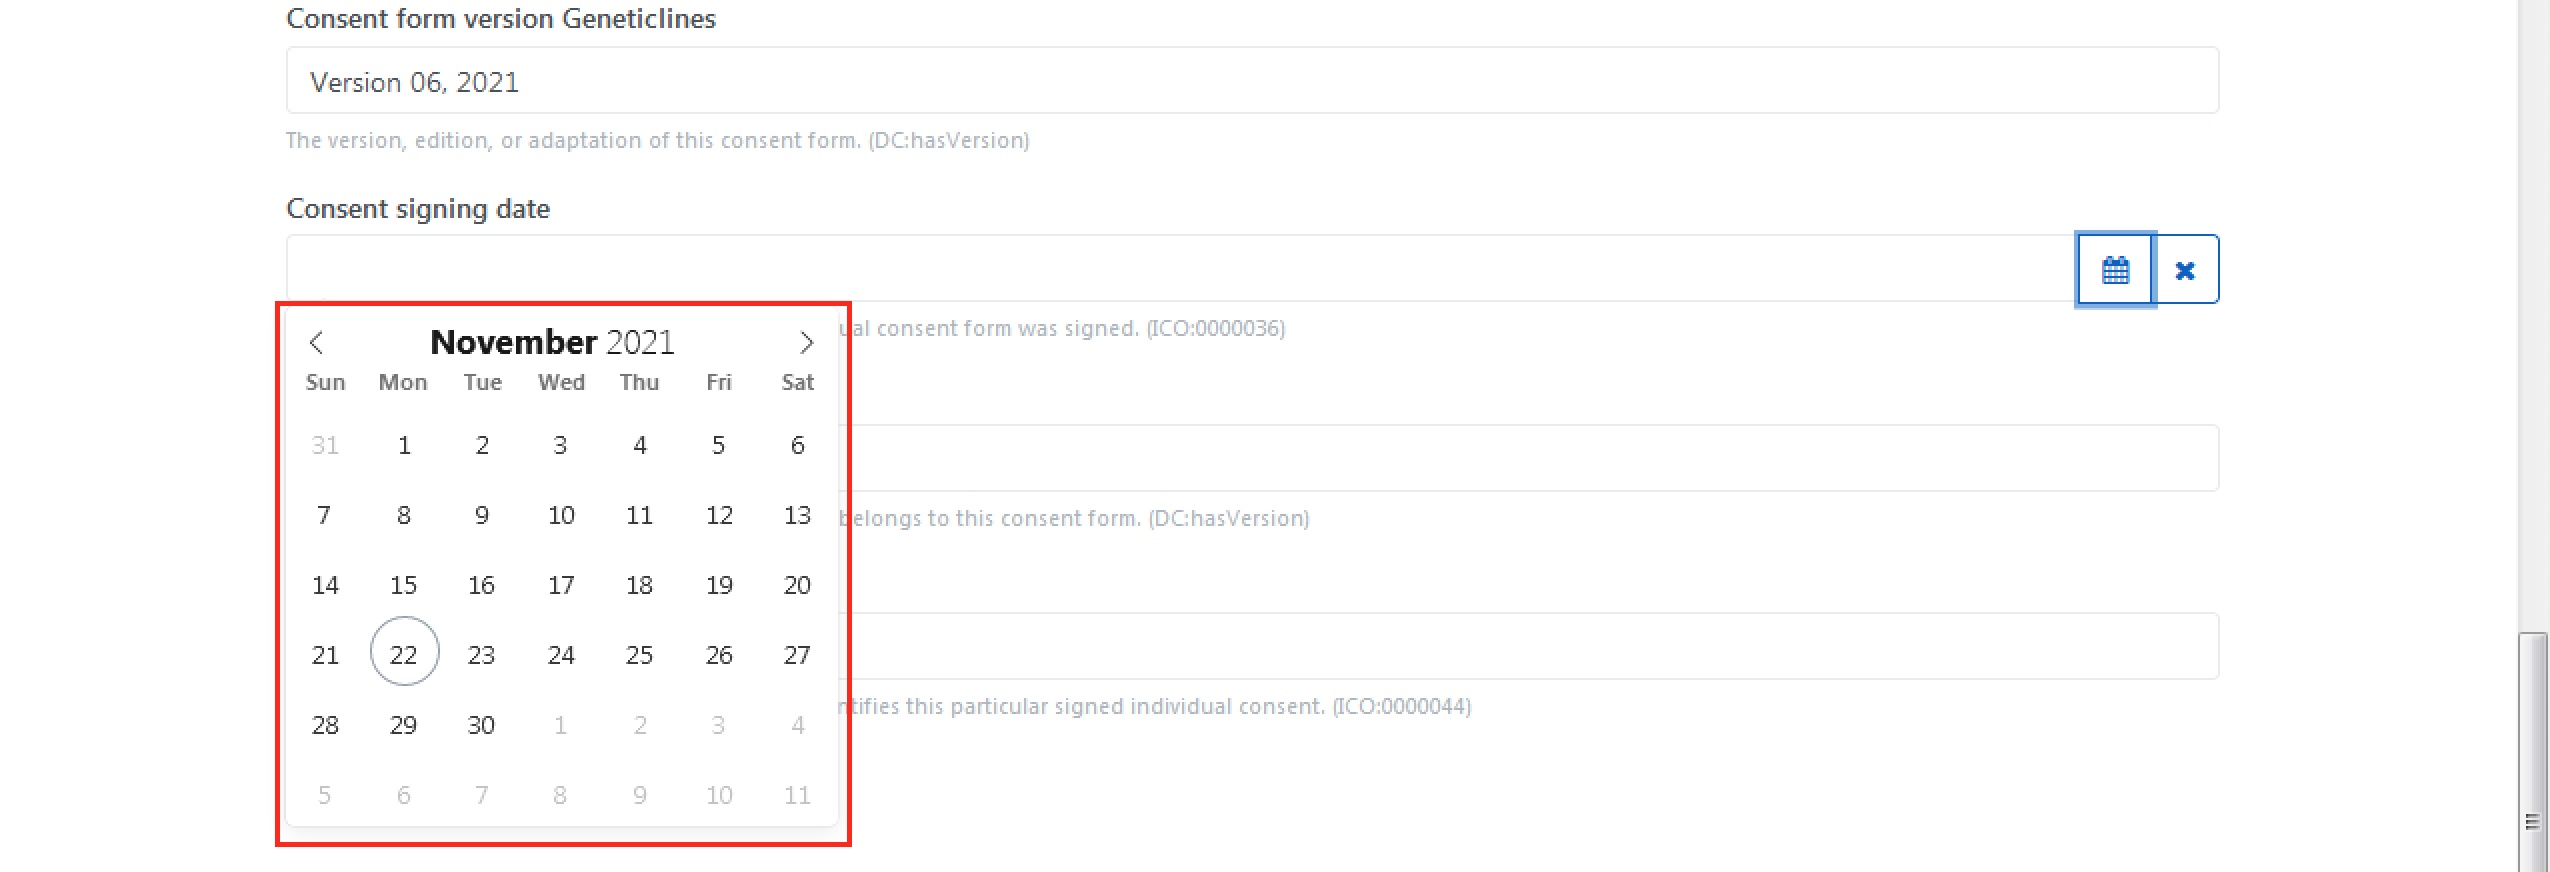 Consent form version Geneticlines
Version 06, 2021
The version, edition, or adaptation of this consent form. (DC:hasVersion)
Consent signing date
consent form was signed. (ICO:0000036)
November 2021
Sun Mon Tue Wed Thu Fri Sat
31 1 2 3 4 5 6
7 8 9 10 11 12 13
belongs to this consent form. (DC:hasVersion)
14 15 16 17 18 19 20
21 22 23 24 25 26 27
this particular signed individual consent. (ICO:0000044)
28 29 30 1 2 3 4
5 6 7 8 9 10 11